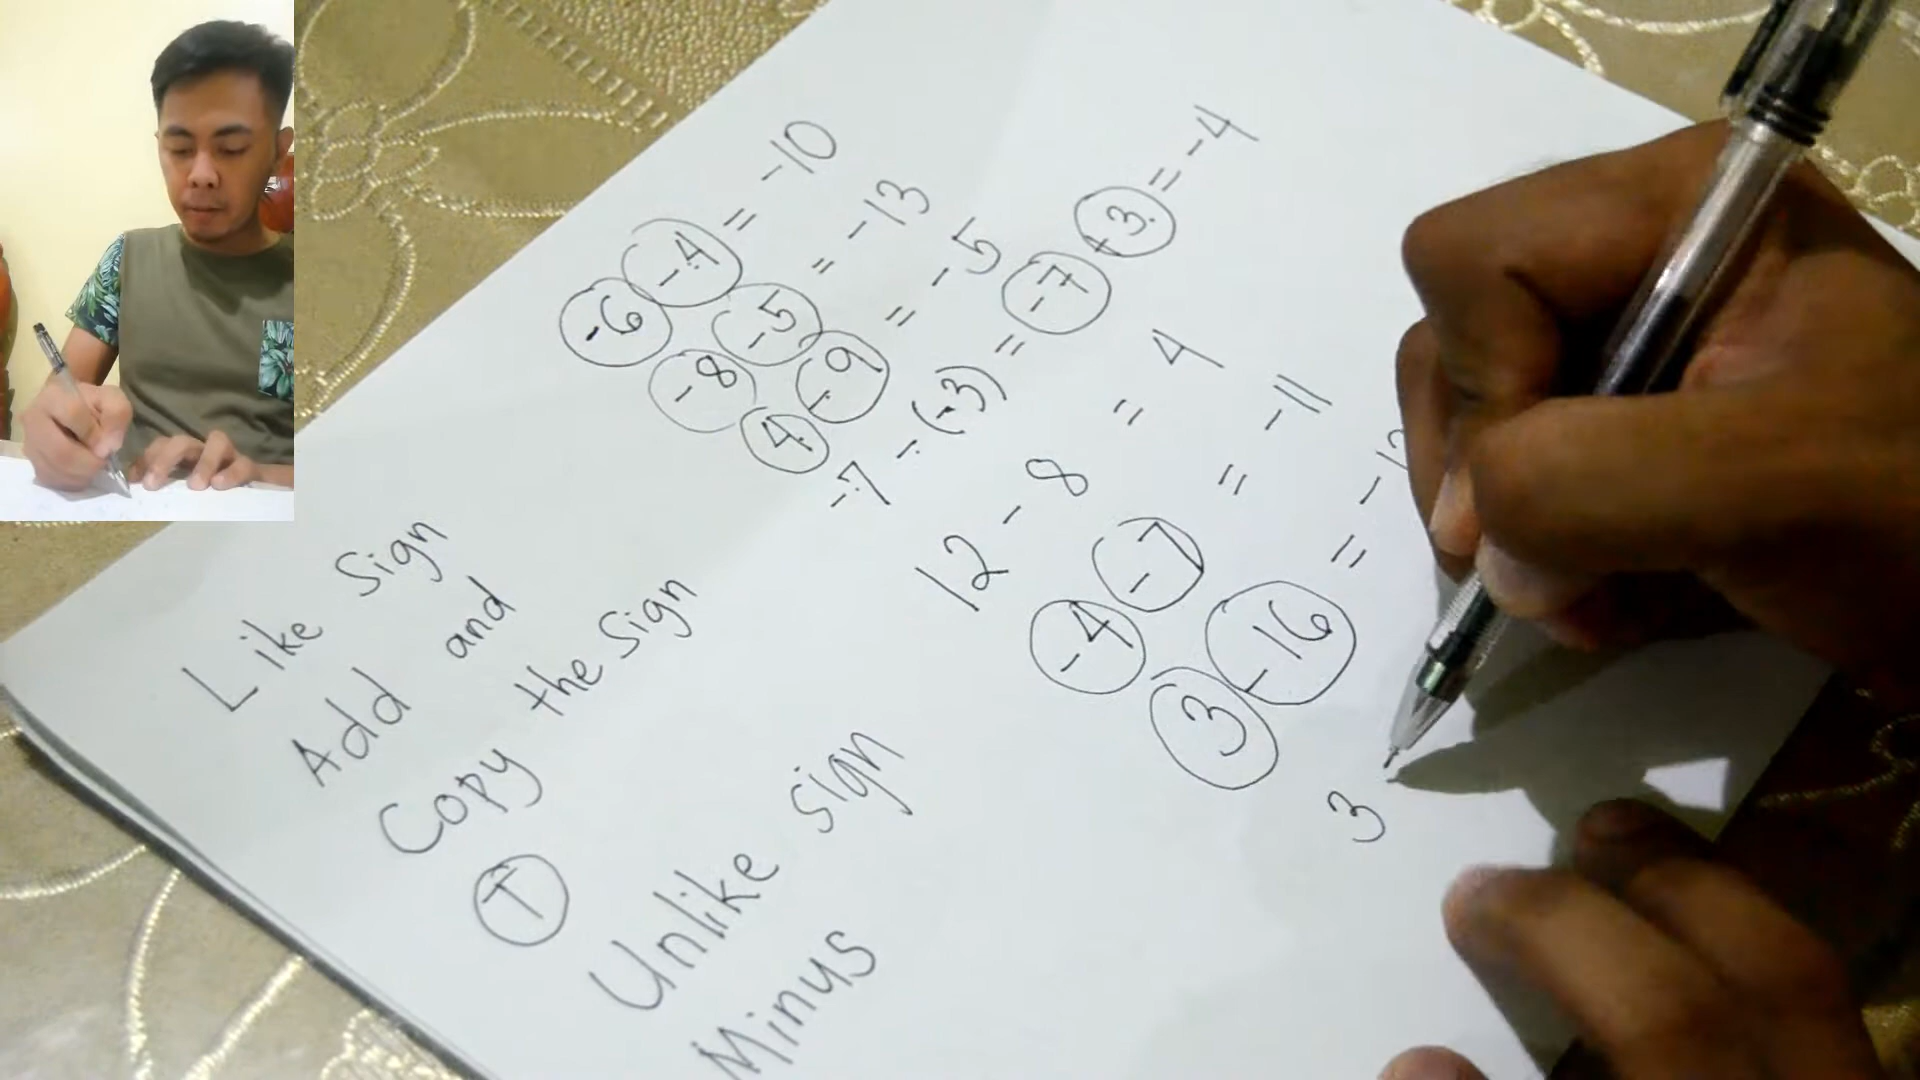 -6 -4 = -10
-8 -5 = -13
4 -9 = -5
-7 - (-3) = -7 +3 = -4
12 - 8 = 4
-4 -7 = -11
3 -16 =
3
Like Sign
Add and
Copy the Sign
+
Unlike sign
Minus